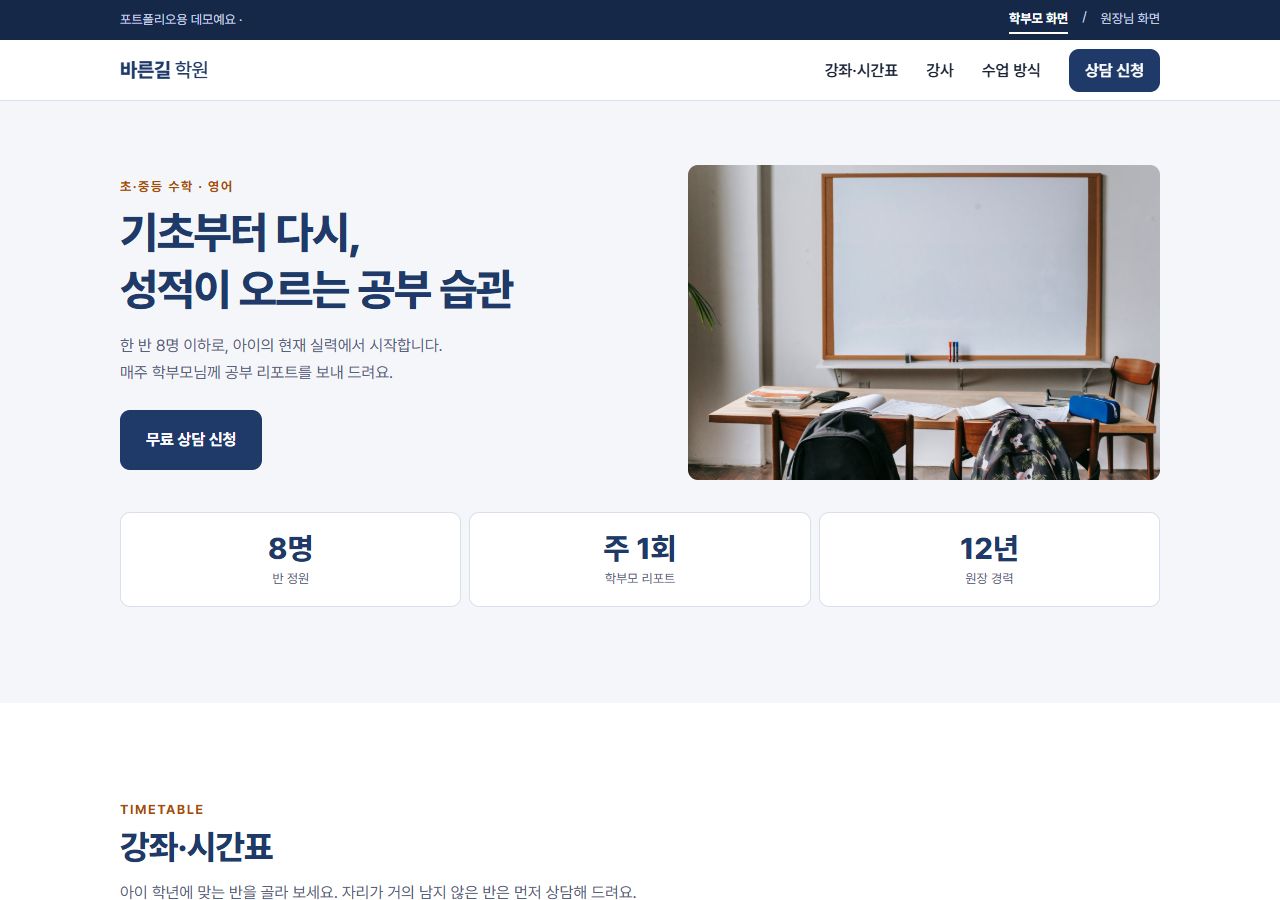 포트폴리오용 데모예요 ·
학부모 화면 / 원장님 화면
바른길 학원
강좌·시간표
강사
수업 방식
상담 신청
초·중등 수학 · 영어
기초부터 다시,
성적이 오르는 공부 습관
한 반 8명 이하로, 아이의 현재 실력에서 시작합니다.
매주 학부모님께 공부 리포트를 보내 드려요.
무료 상담 신청
8명
반 정원
주 1회
학부모 리포트
12년
원장 경력
TIMETABLE
강좌·시간표
아이 학년에 맞는 반을 골라 보세요. 자리가 거의 남지 않은 반은 먼저 상담해 드려요.